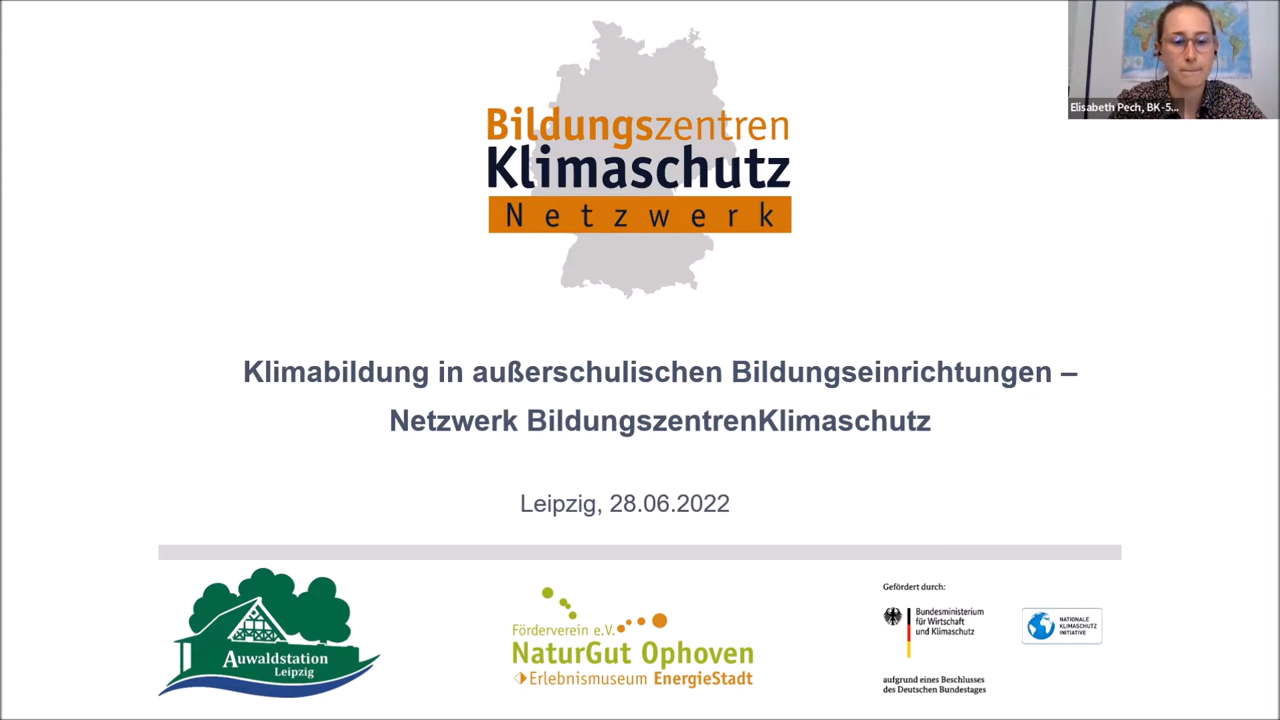 Bildungszentren
Klimaschutz
Netzwerk
Elisabeth Pech, BK-5...
Klimabildung in außerschulischen Bildungseinrichtungen –
Netzwerk BildungszentrenKlimaschutz
Leipzig, 28.06.2022
Auwaldstation
Leipzig
Förderverein e.V.
NaturGut Ophoven
Erlebnismuseum EnergieStadt
Gefördert durch:
Bundesministerium
für Wirtschaft
und Klimaschutz
NATIONALE
KLIMASCHUTZ
INITIATIVE
aufgrund eines Beschlusses
des Deutschen Bundestages